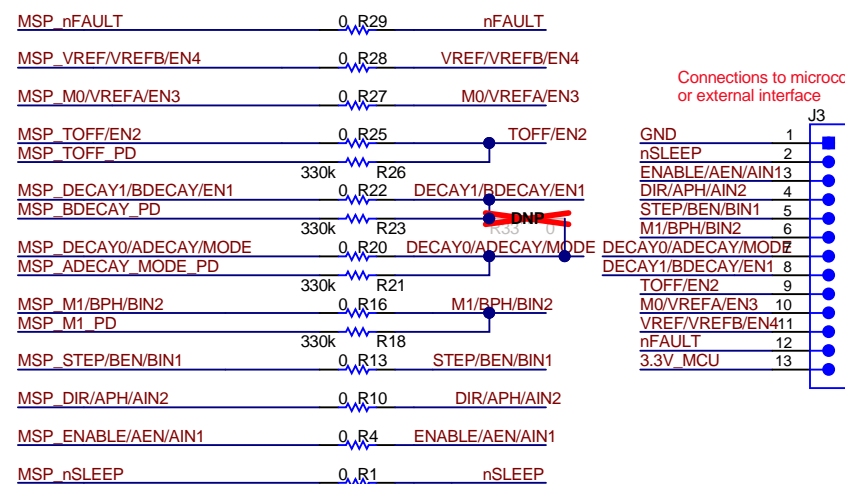 MSP_nFAULT 0 R29 nFAULT
MSP_VREF/VREFB/EN4 0 R28 VREF/VREFB/EN4
MSP_M0/VREFA/EN3 0 R27 M0/VREFA/EN3
MSP_TOFF/EN2 0 R25 TOFF/EN2
MSP_TOFF_PD
330k R26
MSP_DECAY1/BDECAY/EN1 0 R22 DECAY1/BDECAY/EN1
MSP_BDECAY_PD
330k R23
DNP
R33 0
MSP_DECAY0/ADECAY/MODE 0 R20 DECAY0/ADECAY/MODE
MSP_ADECAY_MODE_PD
330k R21
MSP_M1/BPH/BIN2 0 R16 M1/BPH/BIN2
MSP_M1_PD
330k R18
MSP_STEP/BEN/BIN1 0 R13 STEP/BEN/BIN1
MSP_DIR/APH/AIN2 0 R10 DIR/APH/AIN2
MSP_ENABLE/AEN/AIN1 0 R4 ENABLE/AEN/AIN1
MSP_nSLEEP 0 R1 nSLEEP
Connections to microco
or external interface
J3
GND 1
nSLEEP 2
ENABLE/AEN/AIN1 3
DIR/APH/AIN2 4
STEP/BEN/BIN1 5
M1/BPH/BIN2 6
DECAY0/ADECAY/MODE 7
DECAY1/BDECAY/EN1 8
TOFF/EN2 9
M0/VREFA/EN3 10
VREF/VREFB/EN4 11
nFAULT 12
3.3V_MCU 13